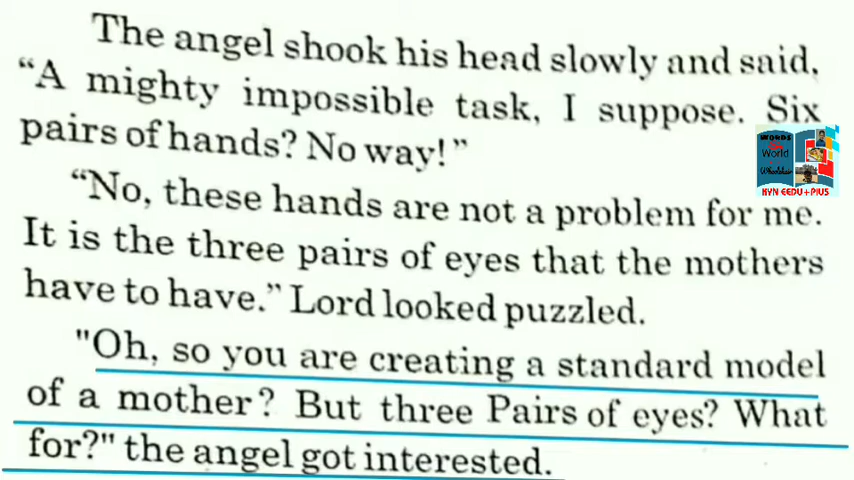 The angel shook his head slowly and said,
“A mighty impossible task, I suppose. Six
pairs of hands? No way!”
“No, these hands are not a problem for me.
It is the three pairs of eyes that the mothers
have to have.” Lord looked puzzled.
"Oh, so you are creating a standard model
of a mother? But three Pairs of eyes? What
for?" the angel got interested.
WORDS
World
Wheelchair
KYN EEDU+PLUS